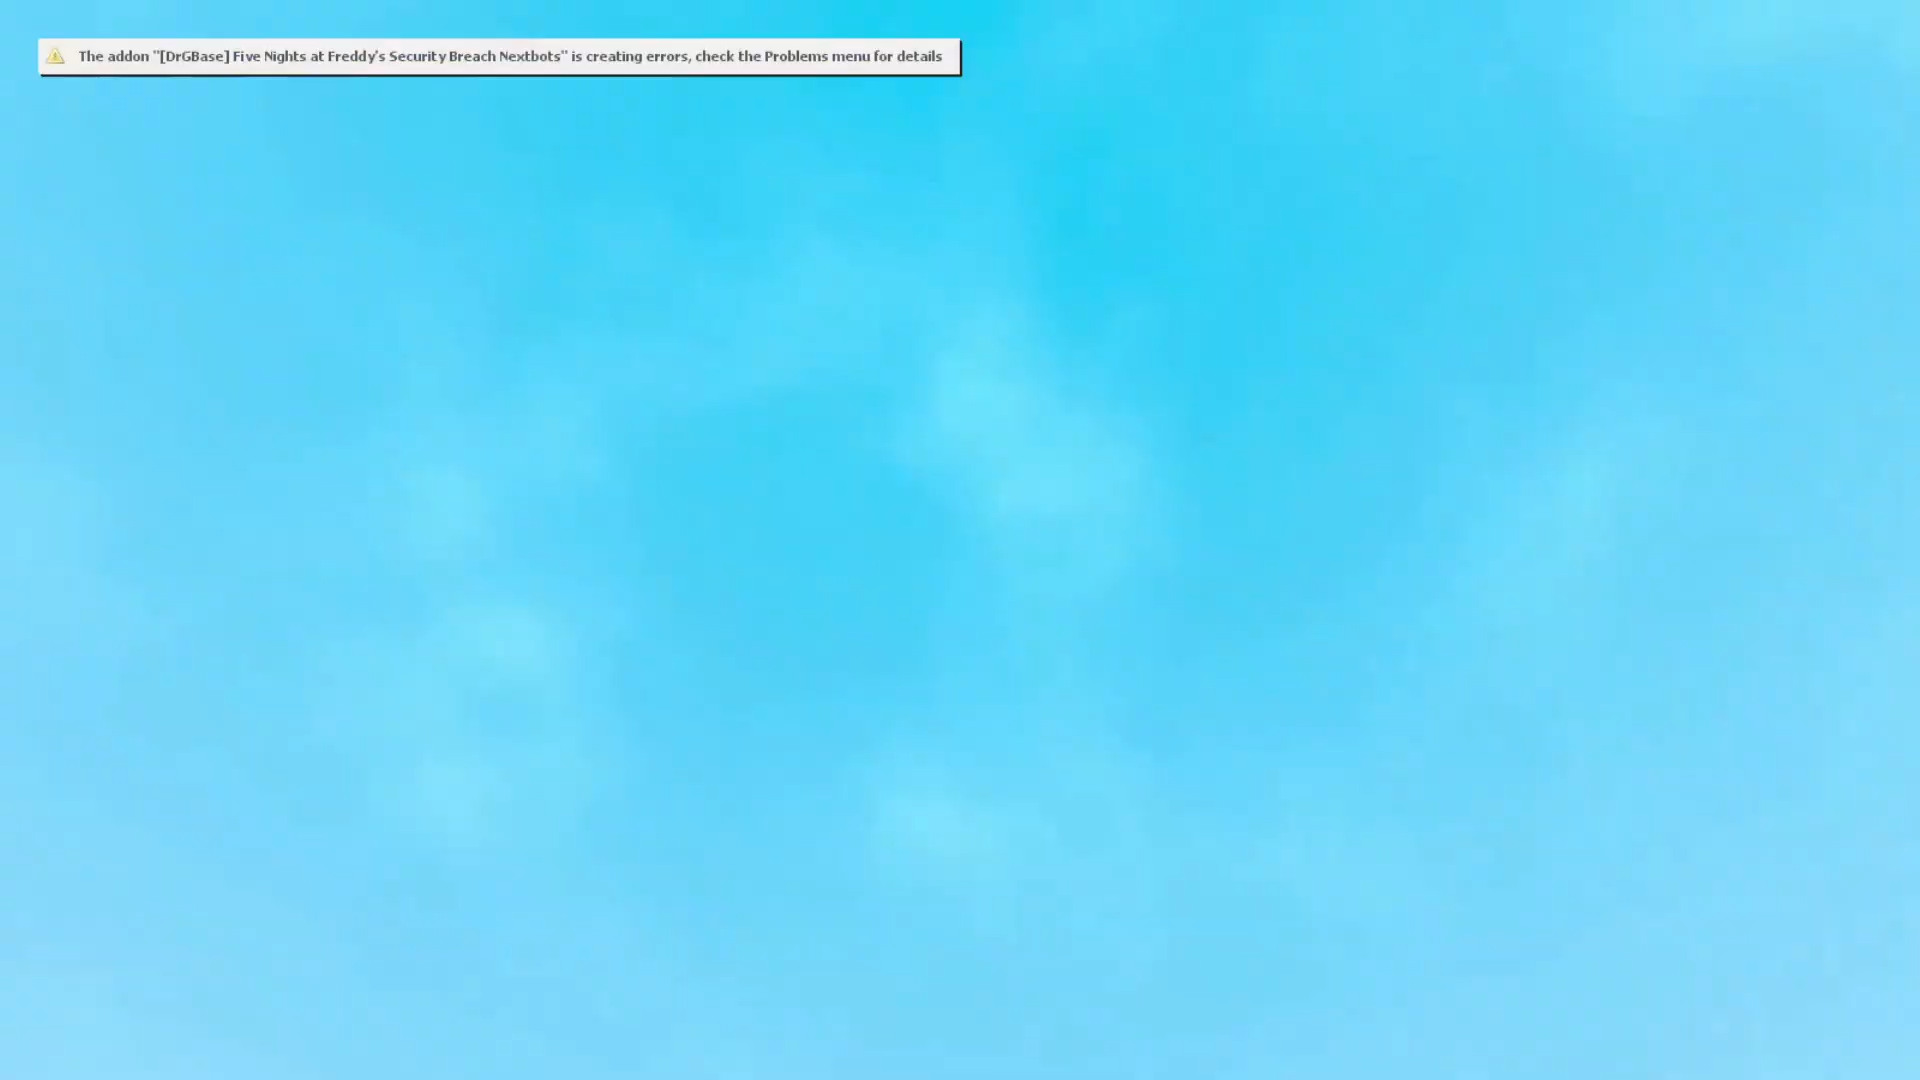 The addon "[DrGBase] Five Nights at Freddy's Security Breach Nextbots" is creating errors, check the Problems menu for details